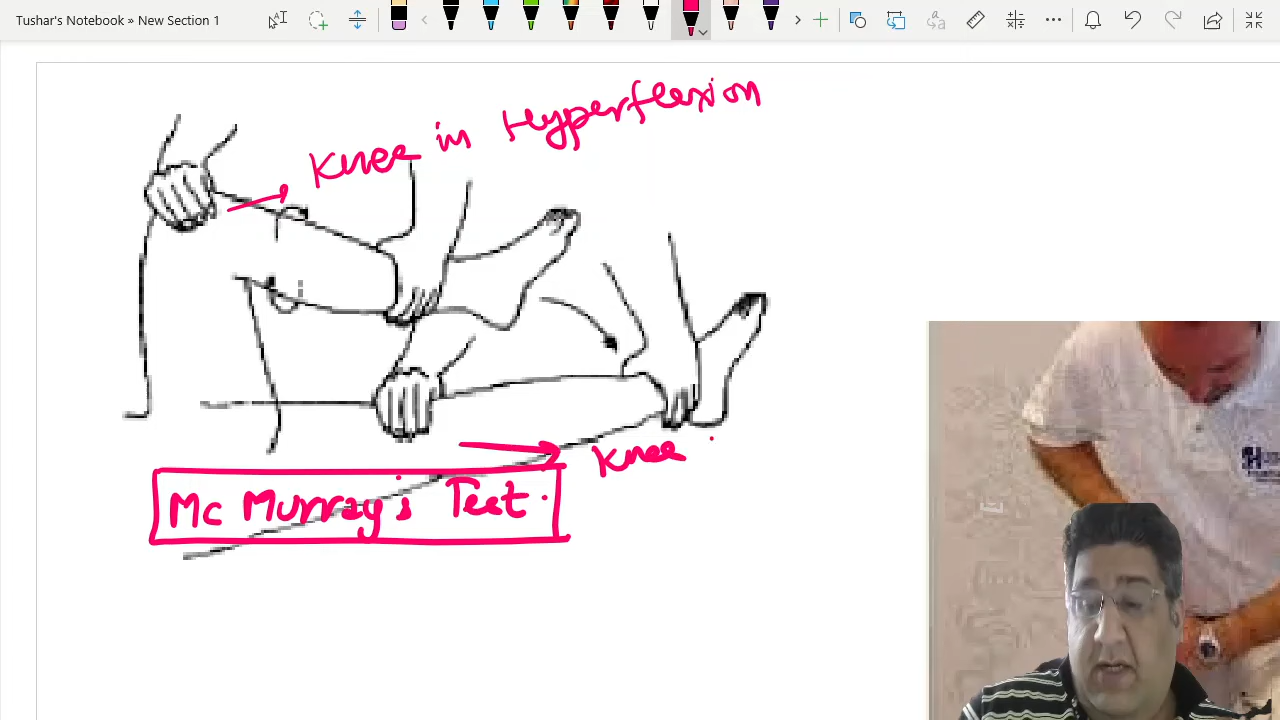 Tushar's Notebook » New Section 1
Knee in Hyperflexion
Knee
Mc Murray's Test.